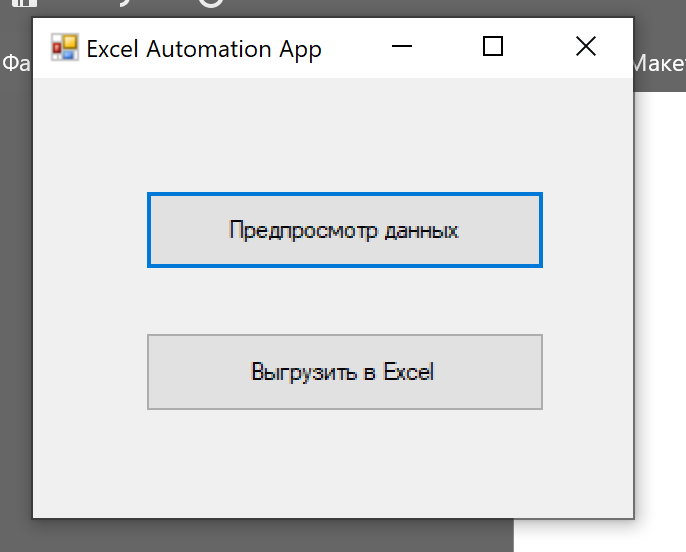 Excel Automation App
Предпросмотр данных
Выгрузить в Excel